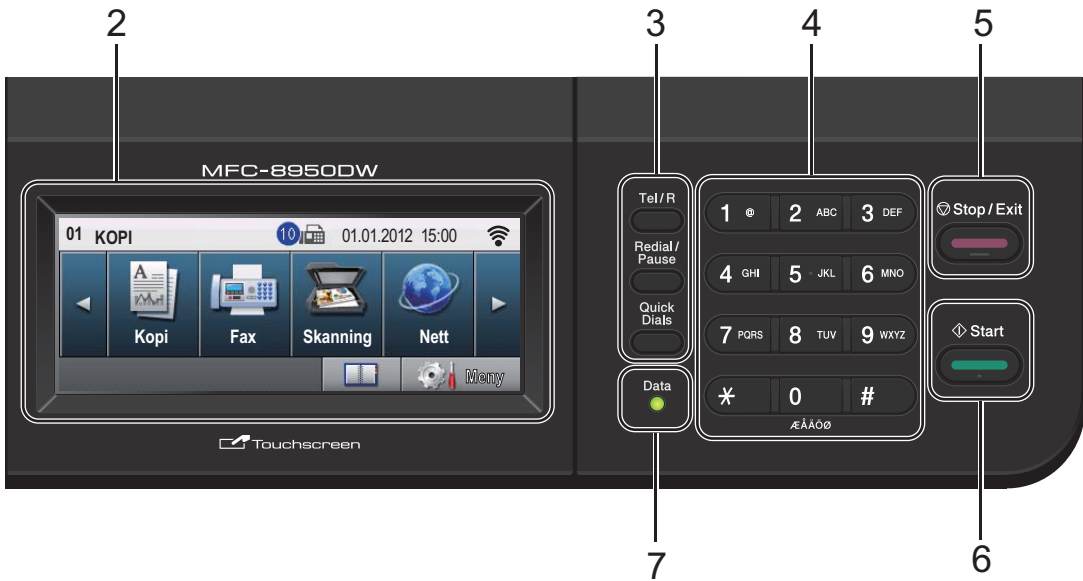 2
3
4
5
MFC-8950DW
01 KOPI
10
01.01.2012 15:00
Kopi
Fax
Skanning
Nett
Meny
Touchscreen
Tel/R
Redial/
Pause
Quick
Dials
Data
1 @
2 ABC
3 DEF
4 GHI
5 JKL
6 MNO
7 PQRS
8 TUV
9 WXYZ
*
0
#
ÆÅÄÖØ
Stop/Exit
Start
7
6